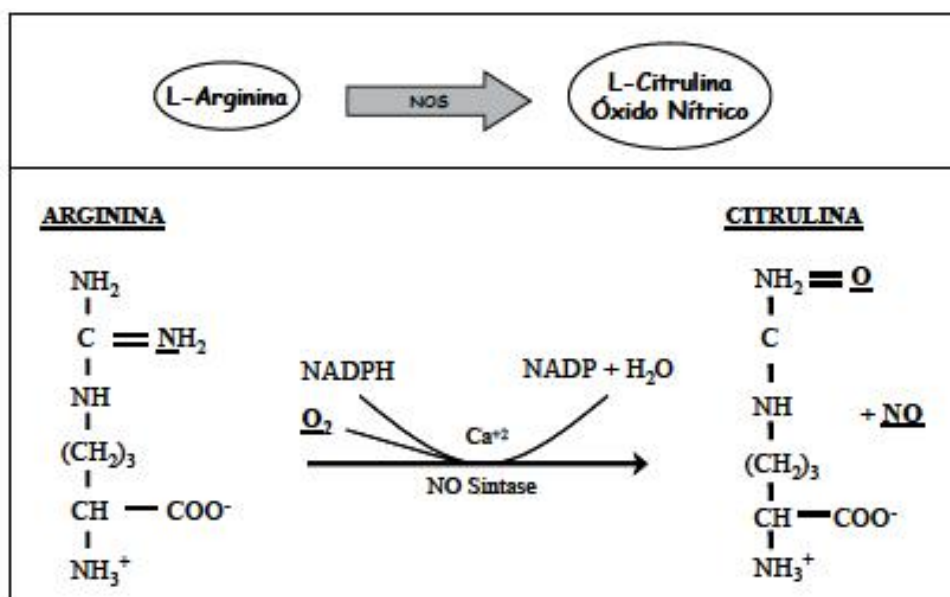 L-Arginina
NOS
L-Citrulina
Óxido Nítrico
ARGININA
NH₂
C = NH₂
NH
(CH₂)₃
CH — COO⁻
NH₃⁺
NADPH
O₂
NADP + H₂O
Ca⁺²
NO Sintase
CITRULINA
NH₂ ≡ O
C
NH
+ NO
(CH₂)₃
CH — COO⁻
NH₃⁺